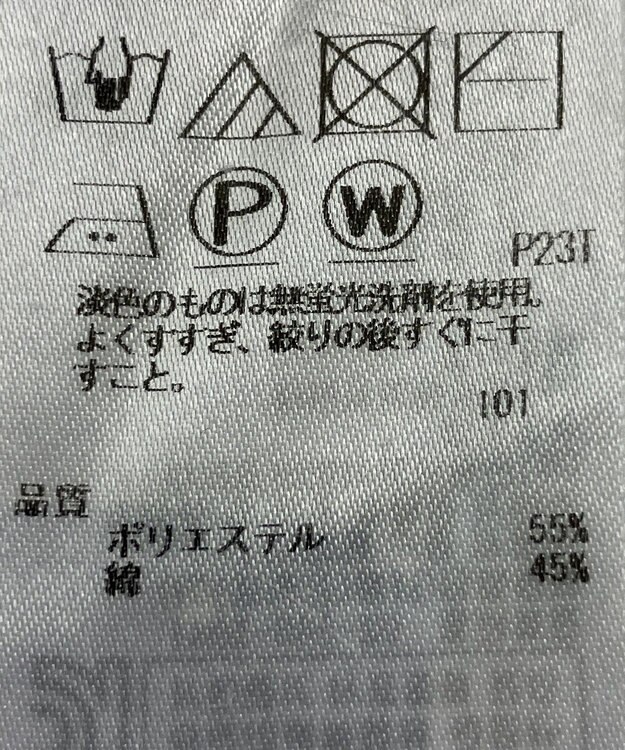 P W
P23T
淡色のものは無蛍光洗剤を使用。
よくすすぎ、絞りの後すぐに干
すこと。
101
品質
ポリエステル 55%
綿 45%